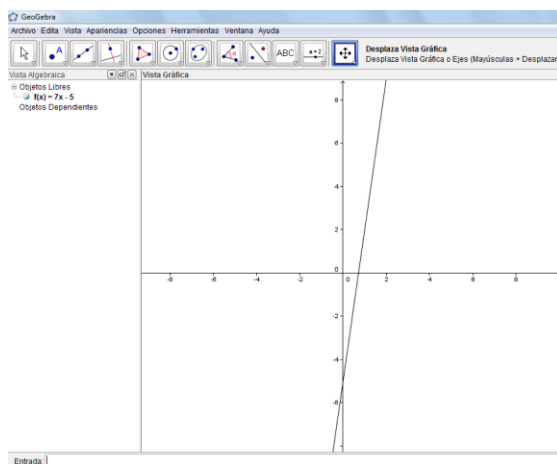 GeoGebra
Archivo Edita Vista Apariencias Opciones Herramientas Ventana Ayuda
A
ABC
a=2
Desplaza Vista Gráfica
Desplaza Vista Gráfica o Ejes (Mayúsculas + Desplazar
Vista Algebraica
Vista Gráfica
Objetos Libres
f(x) = 7x - 5
Objetos Dependientes
8
6
4
2
0
-8 -6 -4 -2 0 2 4 6 8
-2
-4
-6
Entrada: